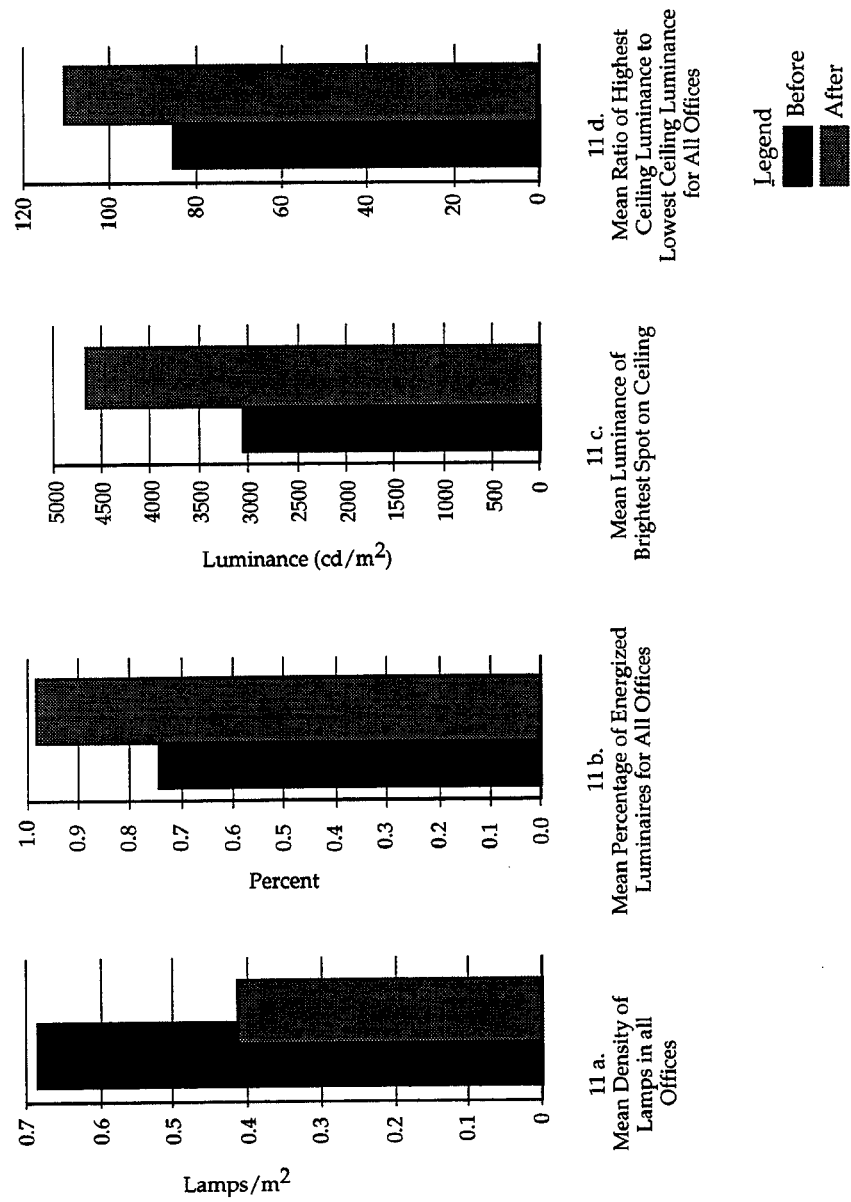 0.7
0.6
0.5
0.4
0.3
0.2
0.1
0
Lamps/m²
11 a.
Mean Density of
Lamps in all
Offices
1.0
0.9
0.8
0.7
0.6
0.5
0.4
0.3
0.2
0.1
0.0
Percent
11 b.
Mean Percentage of Energized
Luminaires for All Offices
5000
4500
4000
3500
3000
2500
2000
1500
1000
500
0
Luminance (cd/m²)
11 c.
Mean Luminance of
Brightest Spot on Ceiling
120
100
80
60
40
20
0
11 d.
Mean Ratio of Highest
Ceiling Luminance to
Lowest Ceiling Luminance
for All Offices
Legend
Before
After